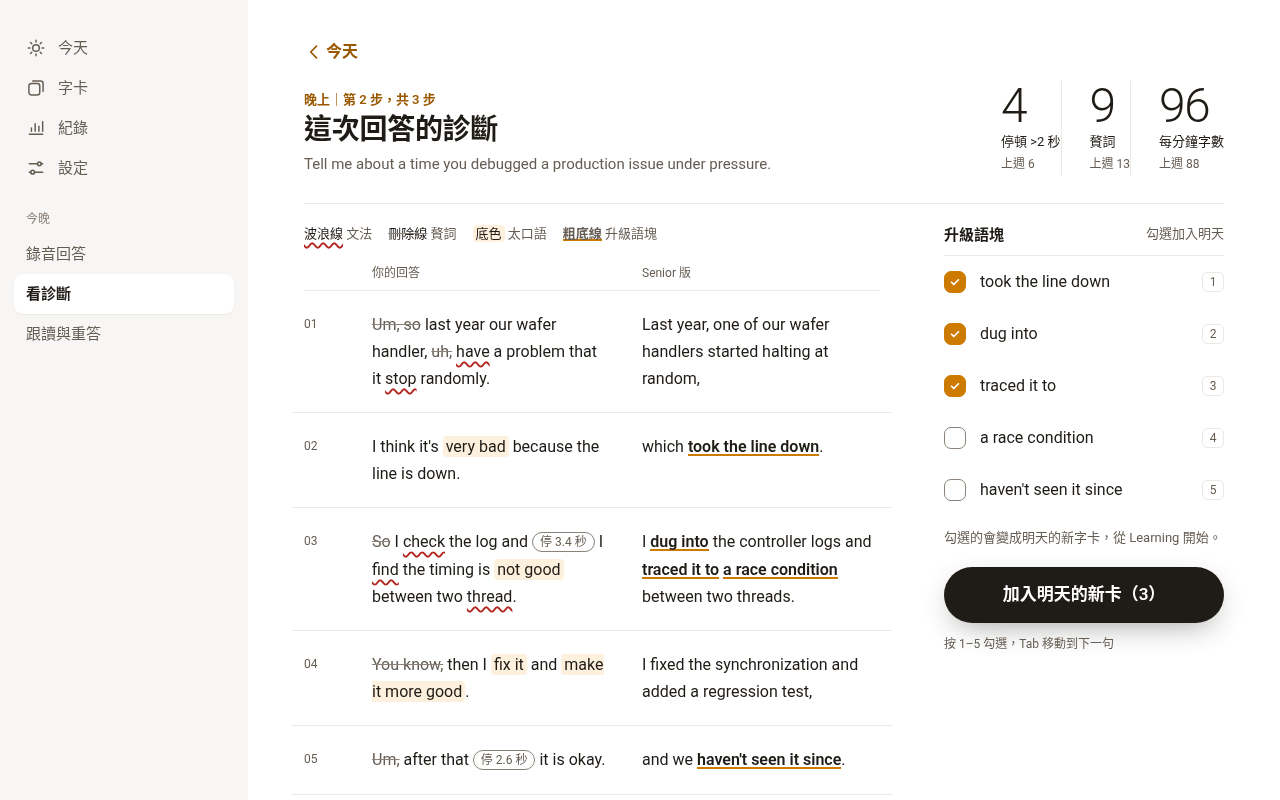 今天
字卡
紀錄
設定
今晚
錄音回答
看診斷
跟讀與重答
今天
晚上｜第 2 步，共 3 步
這次回答的診斷
Tell me about a time you debugged a production issue under pressure.
4
停頓 >2 秒
上週 6
9
贅詞
上週 13
96
每分鐘字數
上週 88
波浪線 文法 刪除線 贅詞 底色 太口語 粗底線 升級語塊
你的回答 Senior 版
01
Um, so last year our wafer
handler, uh, have a problem that
it stop randomly.
Last year, one of our wafer
handlers started halting at
random,
02
I think it's very bad because the
line is down.
which took the line down.
03
So I check the log and 停 3.4 秒 I
find the timing is not good
between two thread.
I dug into the controller logs and
traced it to a race condition
between two threads.
04
You know, then I fix it and make
it more good.
I fixed the synchronization and
added a regression test,
05
Um, after that 停 2.6 秒 it is okay.
and we haven't seen it since.
升級語塊 勾選加入明天
took the line down 1
dug into 2
traced it to 3
a race condition 4
haven't seen it since 5
勾選的會變成明天的新字卡，從 Learning 開始。
加入明天的新卡（3）
按 1–5 勾選，Tab 移動到下一句